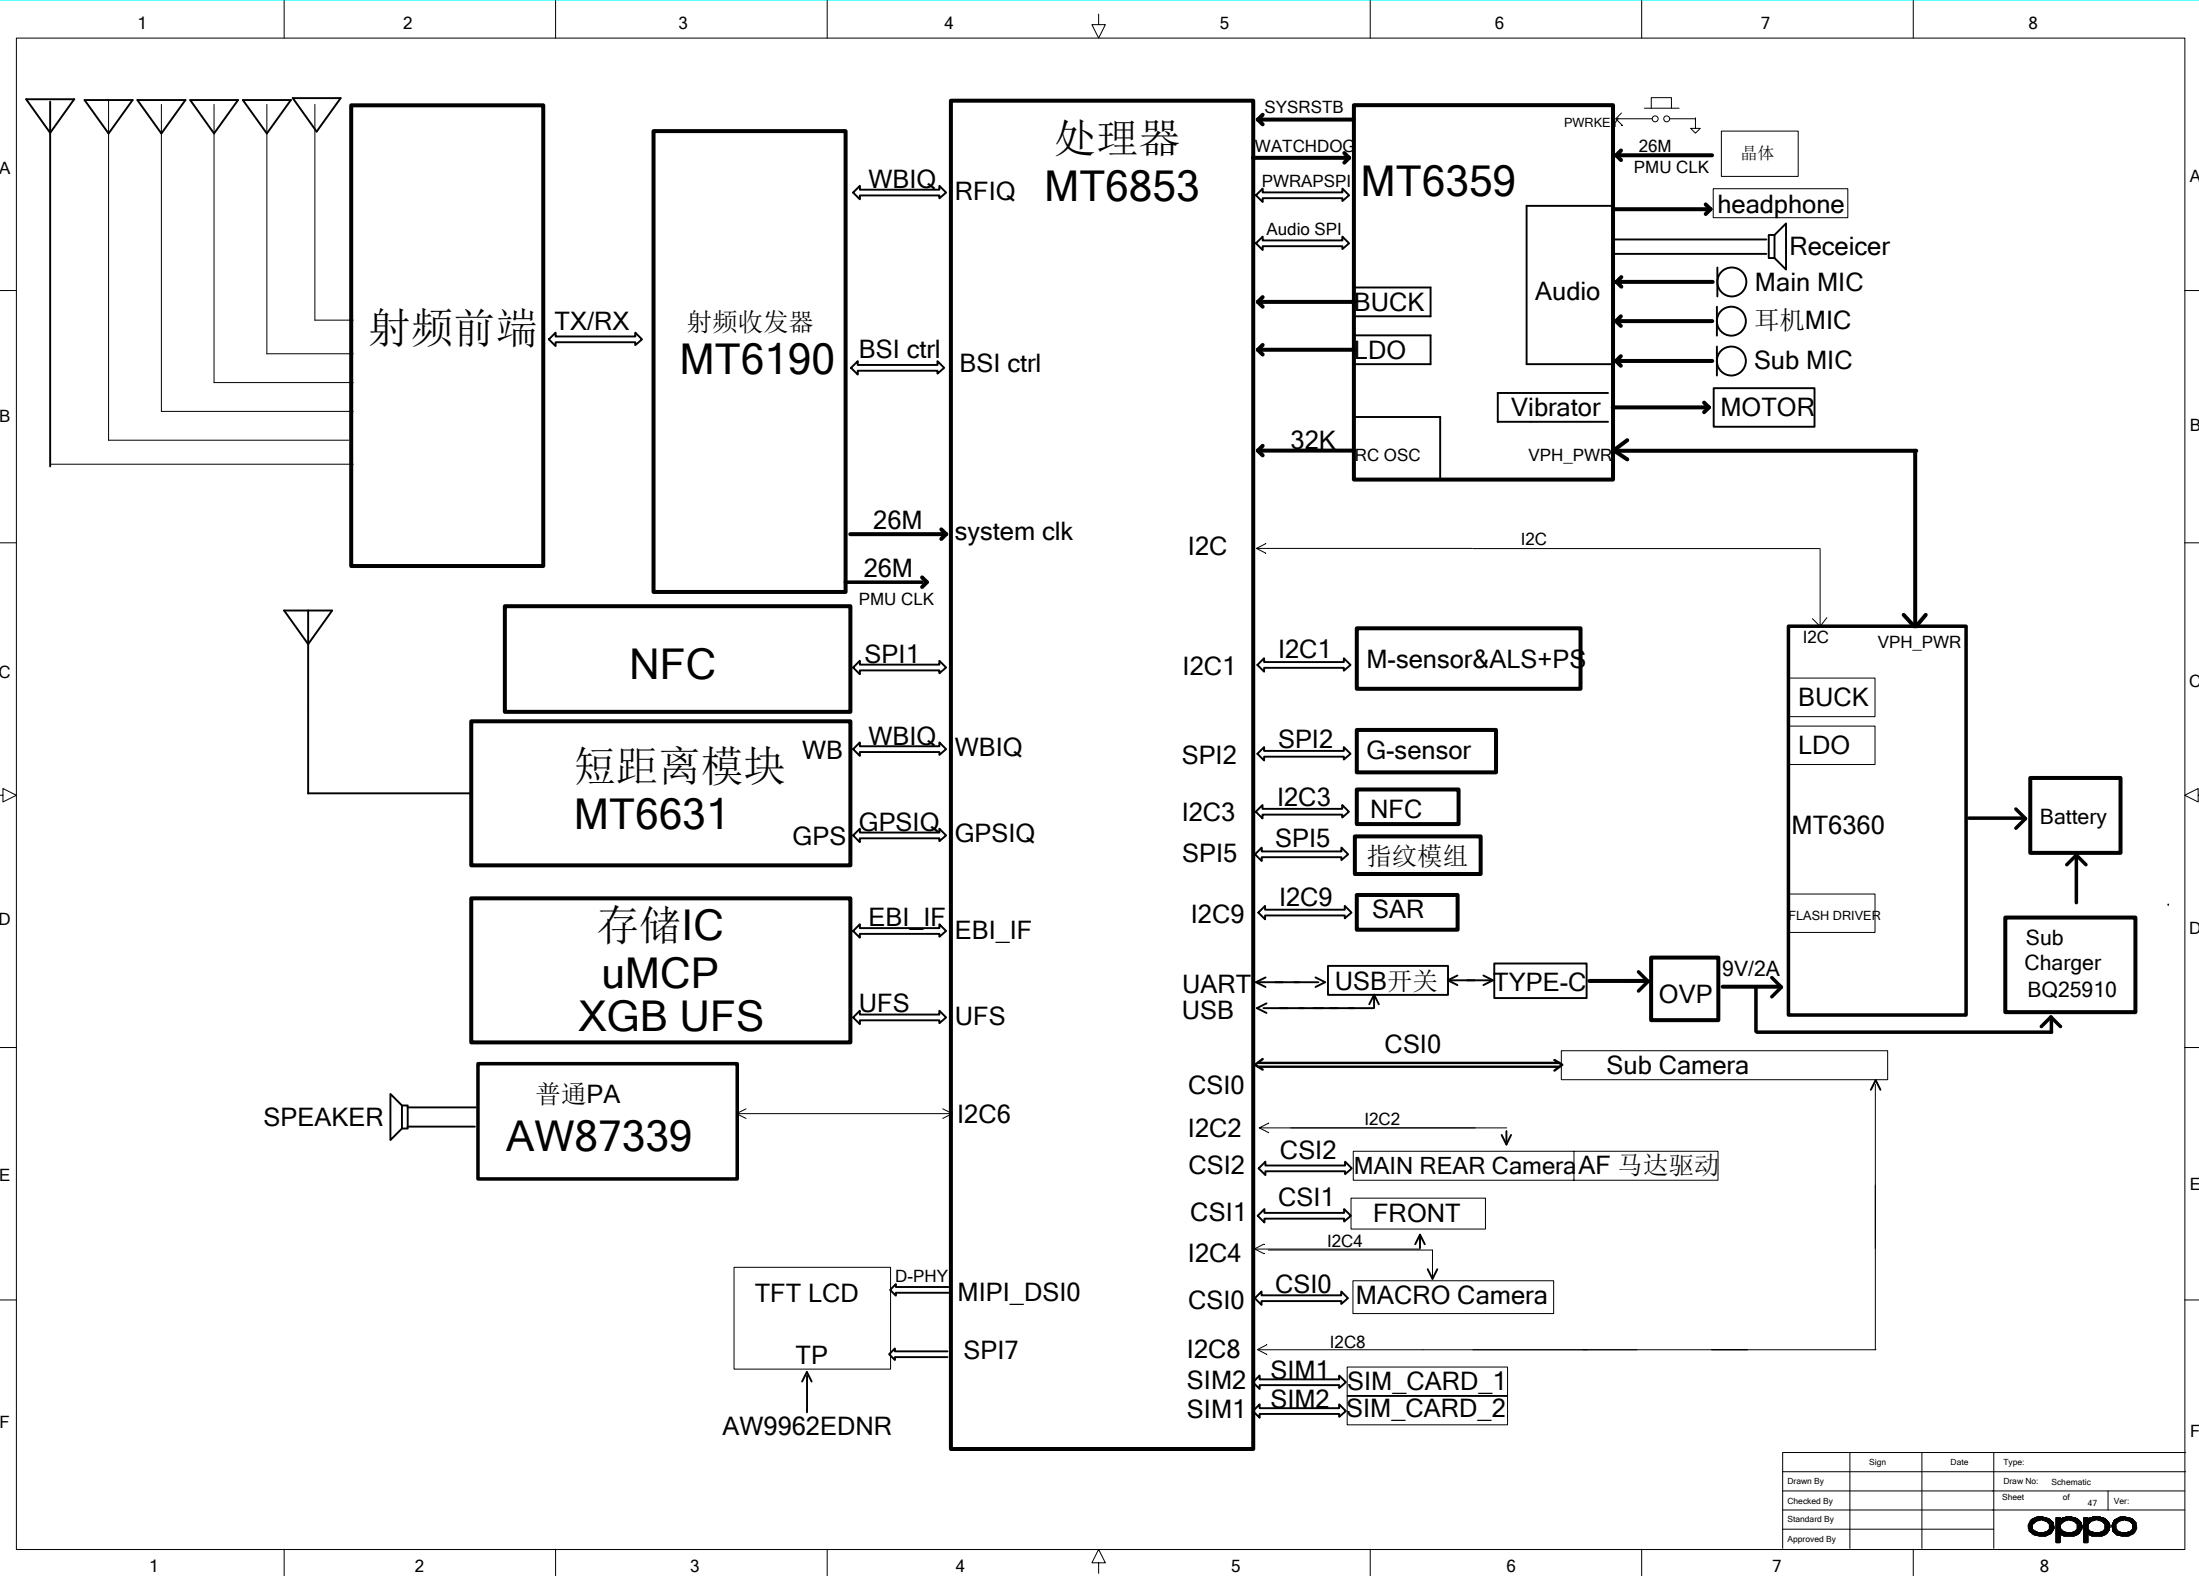 1 2 3 4 5 6 7 8
A
B
C
D
E
F
A
B
C
D
E
F
射频前端
TX/RX
射频收发器
MT6190
WBIQ
BSI ctrl
26M
26M
PMU CLK
NFC
SPI1
短距离模块
MT6631
WB
WBIQ
GPS
GPSIQ
存储IC
uMCP
XGB UFS
EBI_IF
UFS
普通PA
AW87339
SPEAKER
TFT LCD
TP
D-PHY
AW9962EDNR
处理器
MT6853
RFIQ
BSI ctrl
system clk
WBIQ
GPSIQ
EBI_IF
UFS
I2C6
MIPI_DSI0
SPI7
I2C
I2C1
SPI2
I2C3
SPI5
I2C9
UART
USB
CSI0
I2C2
CSI2
CSI1
I2C4
CSI0
I2C8
SIM2
SIM1
SYSRSTB
WATCHDOG
PWRAPSPI
Audio SPI
32K
MT6359
PWRKE
BUCK
LDO
RC OSC
Audio
Vibrator
VPH_PWR
26M
PMU CLK
晶体
headphone
Receicer
Main MIC
耳机MIC
Sub MIC
MOTOR
I2C
I2C1
M-sensor&ALS+PS
SPI2
G-sensor
I2C3
NFC
SPI5
指纹模组
I2C9
SAR
USB开关
TYPE-C
OVP
9V/2A
I2C
VPH_PWR
BUCK
LDO
MT6360
FLASH DRIVER
Battery
Sub
Charger
BQ25910
CSI0
Sub Camera
I2C2
CSI2
MAIN REAR Camera
AF 马达驱动
CSI1
FRONT
I2C4
CSI0
MACRO Camera
I2C8
SIM1
SIM_CARD_1
SIM2
SIM_CARD_2
Sign Date Type:
Drawn By Draw No: Schematic
Checked By Sheet of 47 Ver:
Standard By
Approved By
oppo
1 2 3 4 5 6 7 8